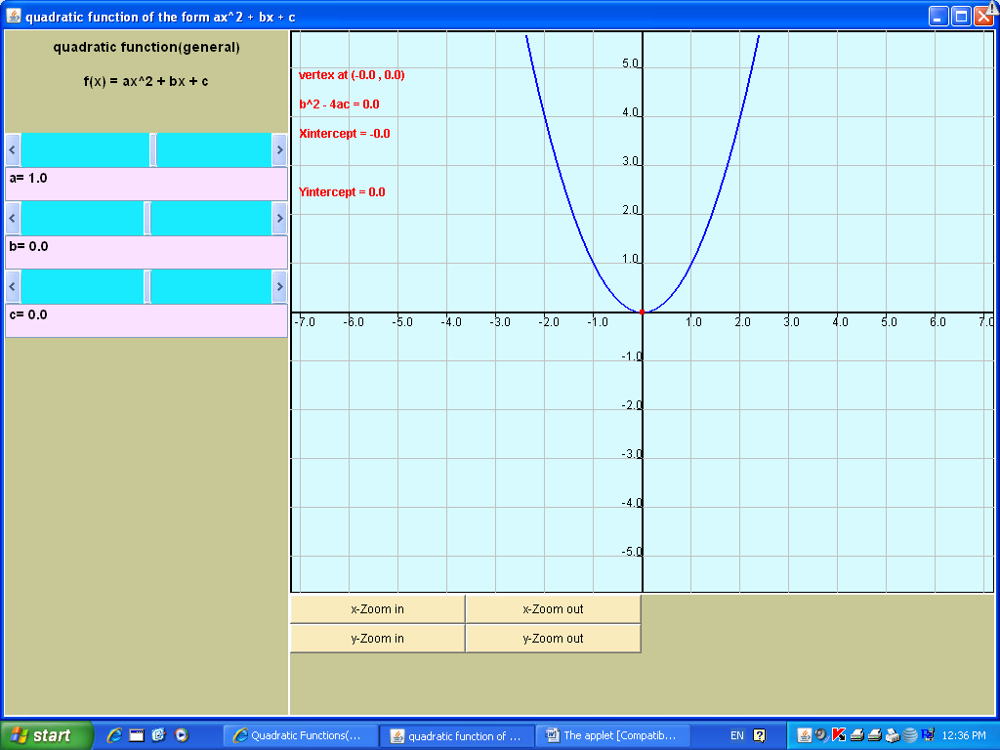 quadratic function of the form ax^2 + bx + c
quadratic function(general)
f(x) = ax^2 + bx + c
a= 1.0
b= 0.0
c= 0.0
vertex at (-0.0 , 0.0)
b^2 - 4ac = 0.0
Xintercept = -0.0
Yintercept = 0.0
5.0
4.0
3.0
2.0
1.0
-7.0 -6.0 -5.0 -4.0 -3.0 -2.0 -1.0 1.0 2.0 3.0 4.0 5.0 6.0 7.0
-1.0
-2.0
-3.0
-4.0
-5.0
x-Zoom in x-Zoom out
y-Zoom in y-Zoom out
start Quadratic Functions(... quadratic function of ... The applet [Compatib... EN 12:36 PM